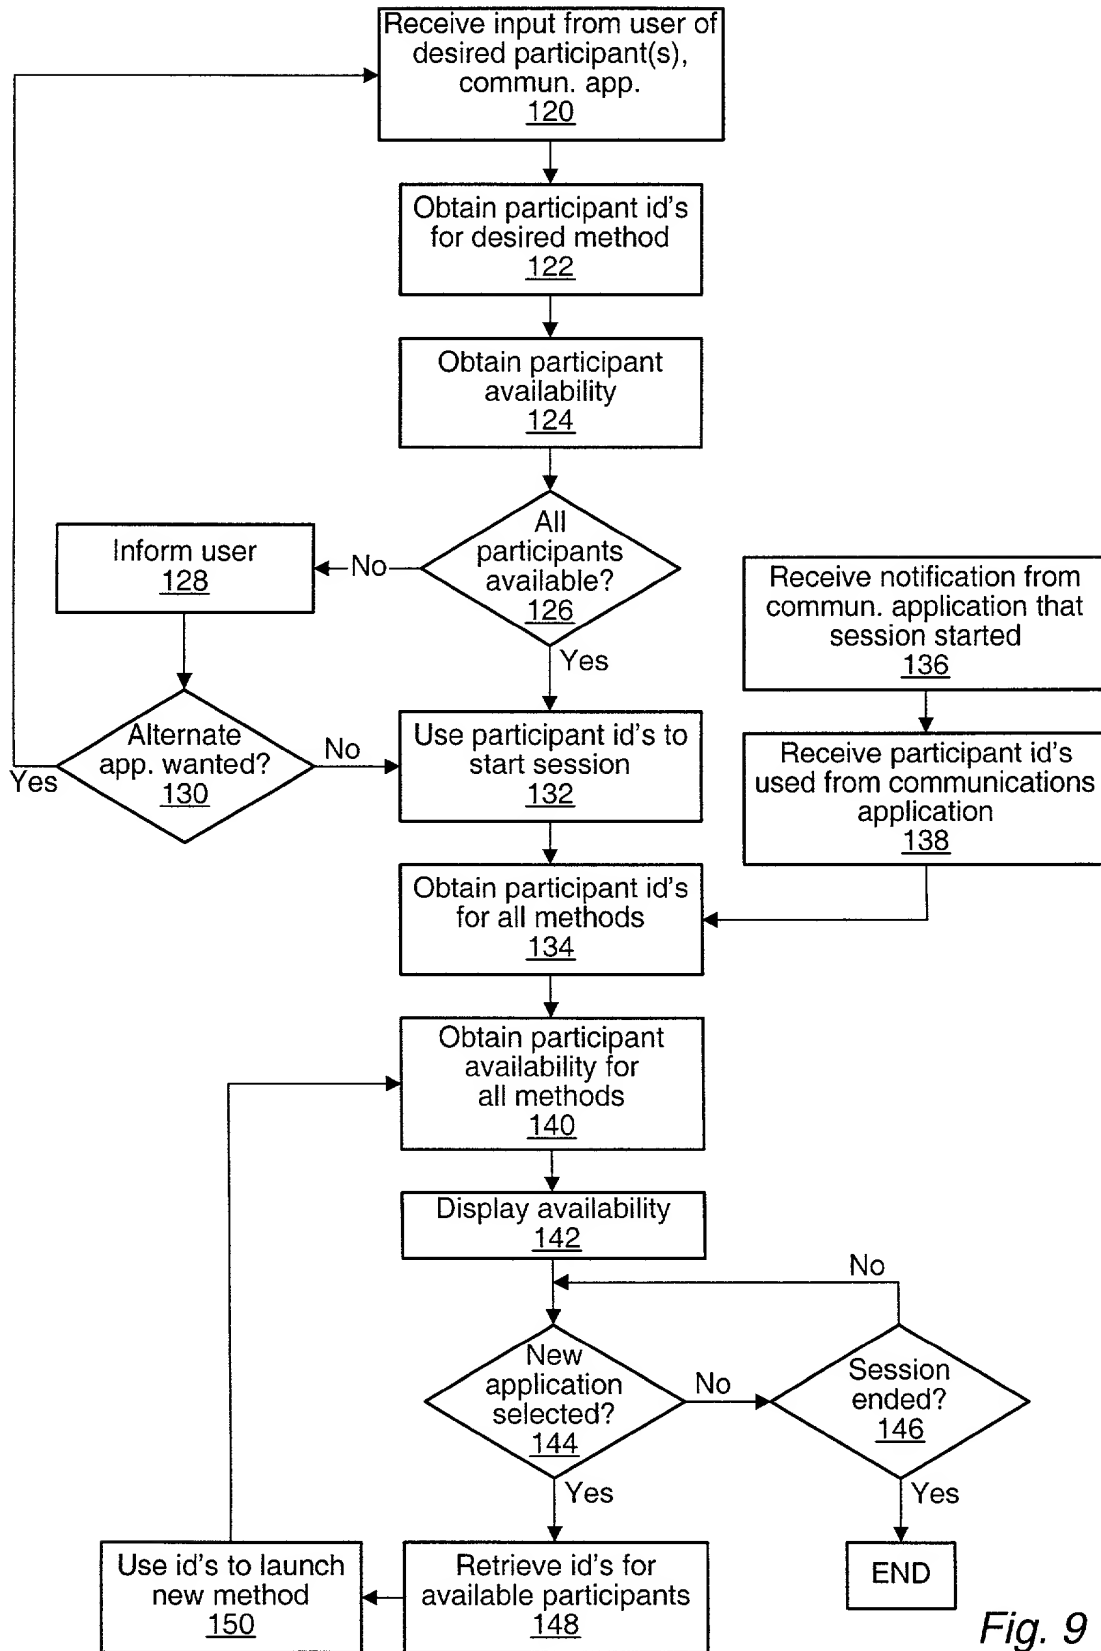 Receive input from user of
desired participant(s),
commun. app.
120
Obtain participant id's
for desired method
122
Obtain participant
availability
124
All
participants
available?
126
No
Yes
Inform user
128
Alternate
app. wanted?
130
Yes
No
Use participant id's to
start session
132
Receive notification from
commun. application that
session started
136
Receive participant id's
used from communications
application
138
Obtain participant id's
for all methods
134
Obtain participant
availability for
all methods
140
Display availability
142
No
New
application
selected?
144
No
Session
ended?
146
Yes
Yes
Use id's to launch
new method
150
Retrieve id's for
available participants
148
END
Fig. 9